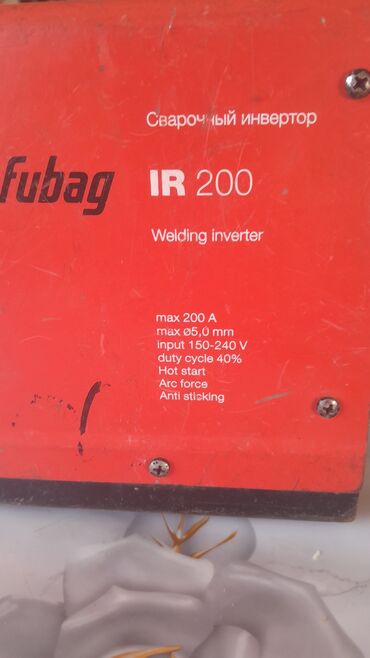 Сварочный инвертор
fubag
IR 200
Welding inverter
max 200 A
max ø5,0 mm
input 150-240 V
duty cycle 40%
Hot start
Arc force
Anti sticking